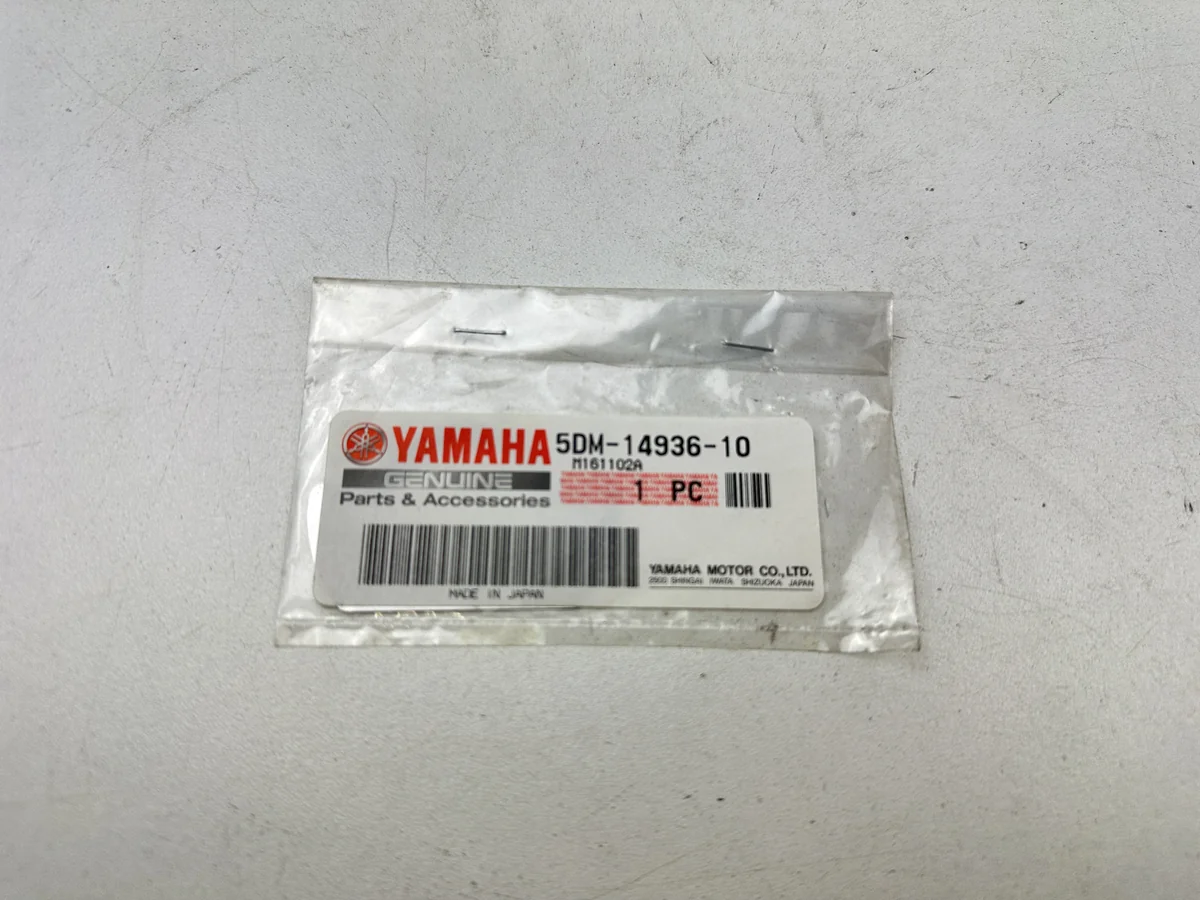 YAMAHA 5DM-14936-10
M161102A
GENUINE
1 PC
Parts & Accessories
YAMAHA MOTOR CO.,LTD.
2500 SHINGAI IWATA SHIZUOKA JAPAN
MADE IN JAPAN